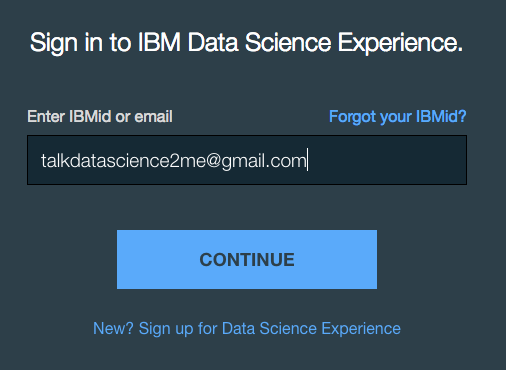 Sign in to IBM Data Science Experience.
Enter IBMid or email Forgot your IBMid?
talkdatascience2me@gmail.com
CONTINUE
New? Sign up for Data Science Experience